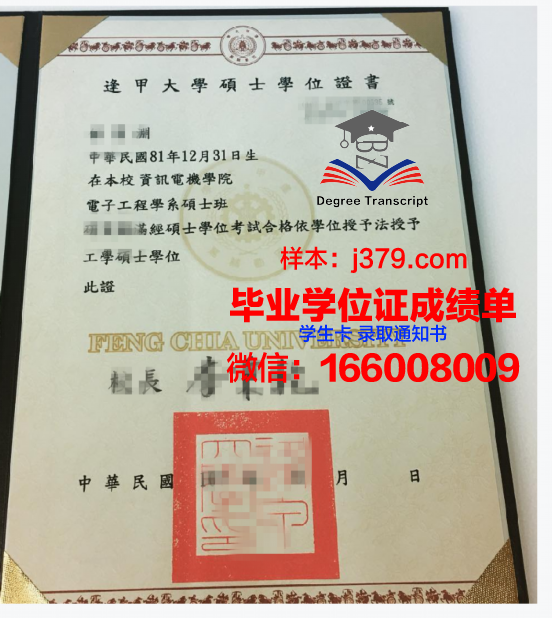 逢甲大學碩士學位證書
號
中華民國81年12月31日生
在本校資訊電機學院
電子工程學系碩士班
Degree Transcript
滿經碩士學位考試合格依學位授予法授予
工學碩士學位
此證
样本：j379.com
毕业学位证成绩单
学生卡 录取通知书
FENG CHIA UNIVERSITY
微信：166008009
校長
中華民國 月 日